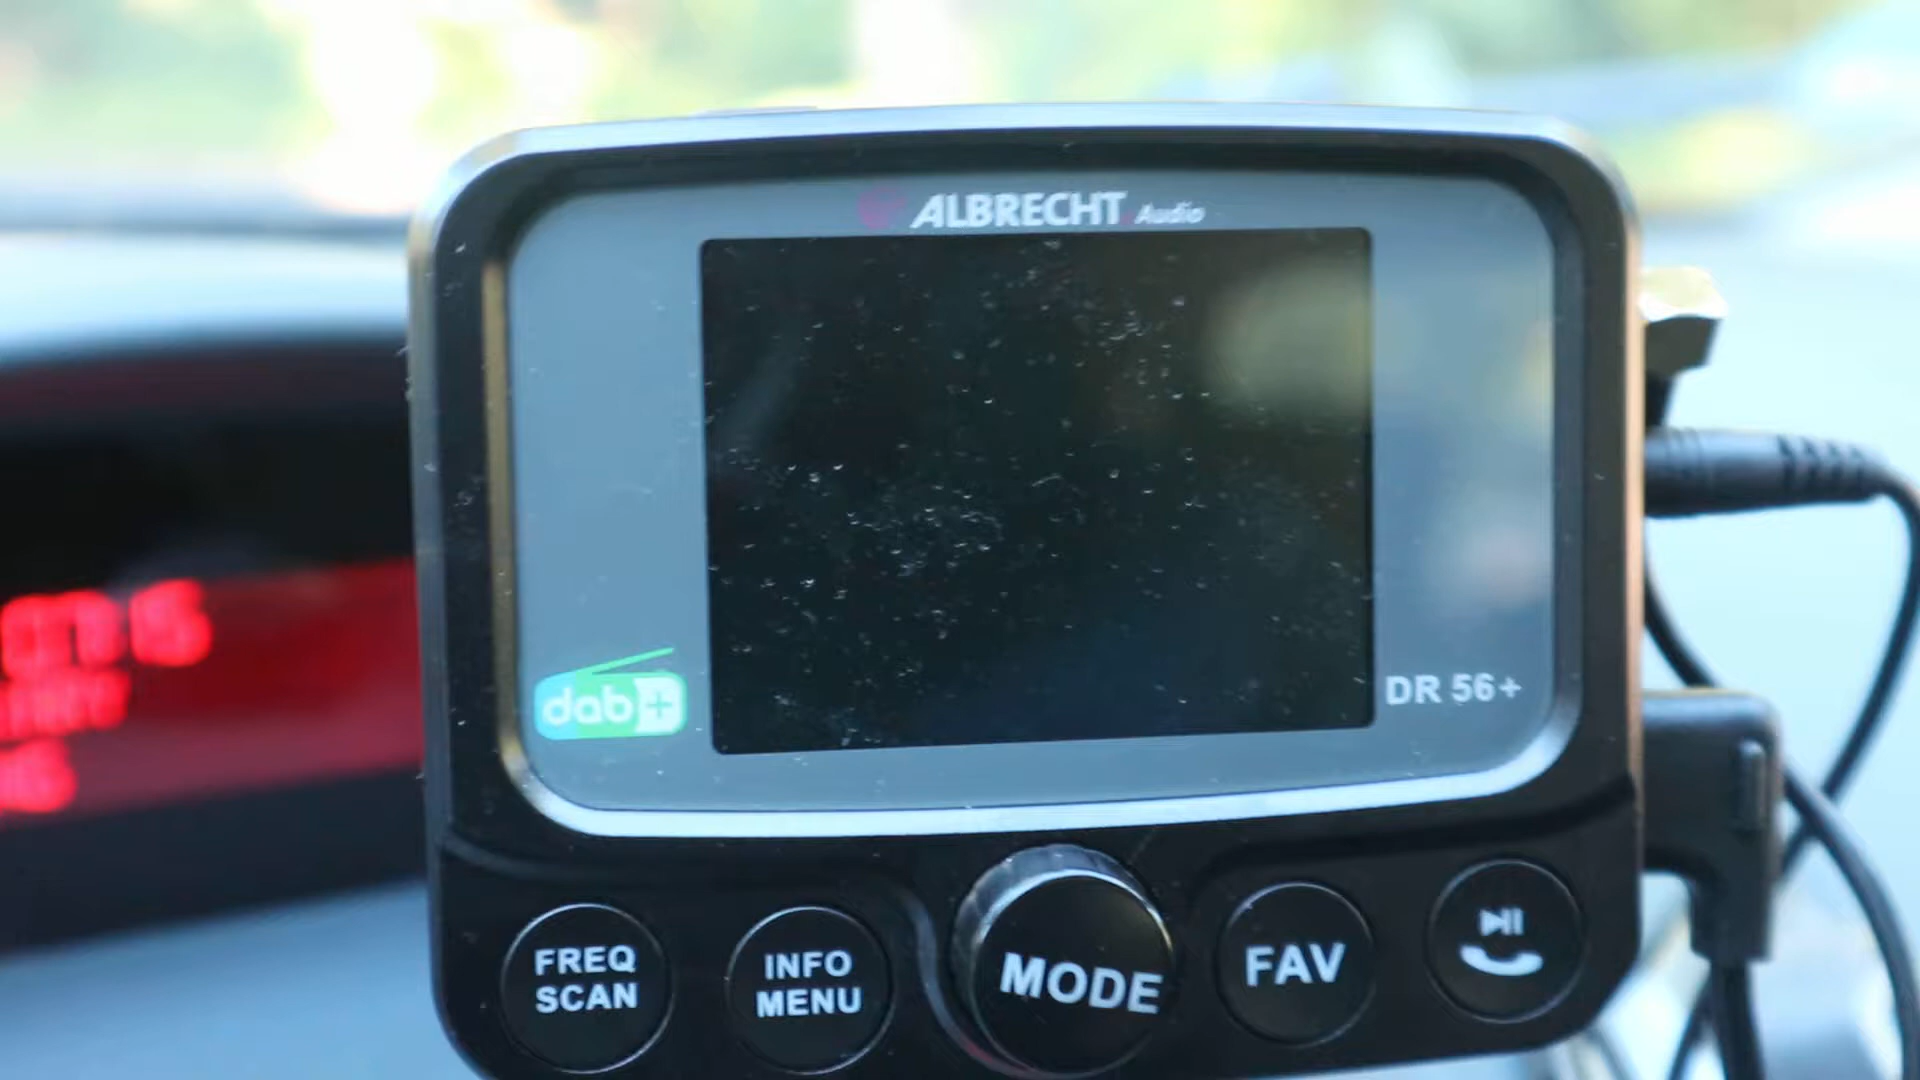 ALBRECHT Audio
dab+
DR 56+
FREQ
SCAN
INFO
MENU
MODE
FAV